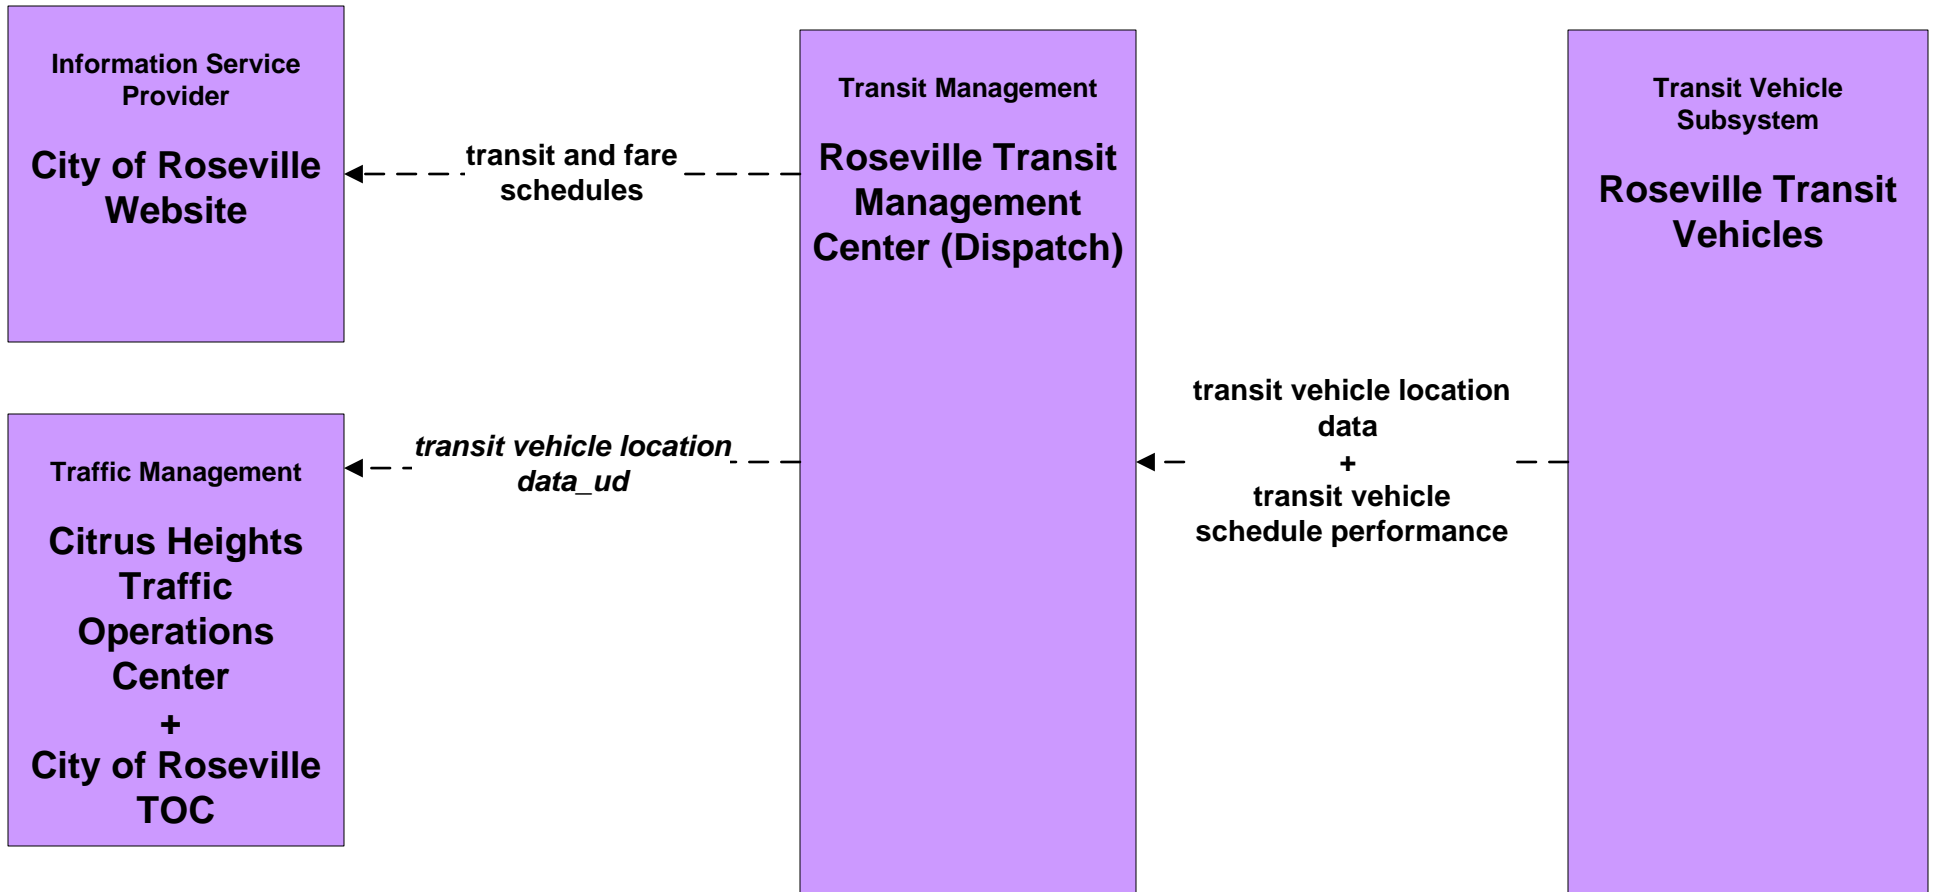 Information Service
Provider
City of Roseville
Website
transit and fare
schedules
Transit Management
Roseville Transit
Management
Center (Dispatch)
Transit Vehicle
Subsystem
Roseville Transit
Vehicles
Traffic Management
Citrus Heights
Traffic
Operations
Center
+
City of Roseville
TOC
transit vehicle location
data_ud
transit vehicle location
data
+
transit vehicle
schedule performance